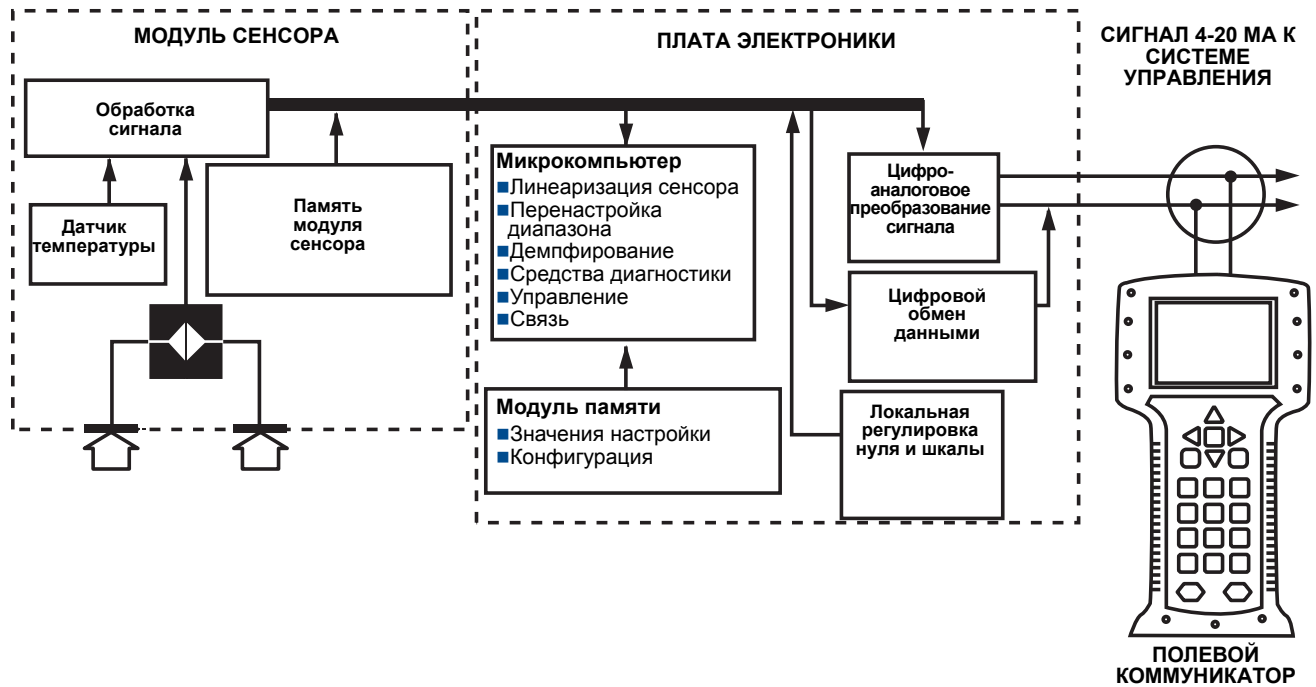 МОДУЛЬ СЕНСОРА
Обработка
сигнала
Датчик
температуры
Память
модуля
сенсора
ПЛАТА ЭЛЕКТРОНИКИ
Микрокомпьютер
Линеаризация сенсора
Перенастройка
диапазона
Демпфирование
Средства диагностики
Управление
Связь
Модуль памяти
Значения настройки
Конфигурация
Цифро-
аналоговое
преобразование
сигнала
Цифровой
обмен
данными
Локальная
регулировка
нуля и шкалы
СИГНАЛ 4-20 МА К
СИСТЕМЕ
УПРАВЛЕНИЯ
ПОЛЕВОЙ
КОММУНИКАТОР